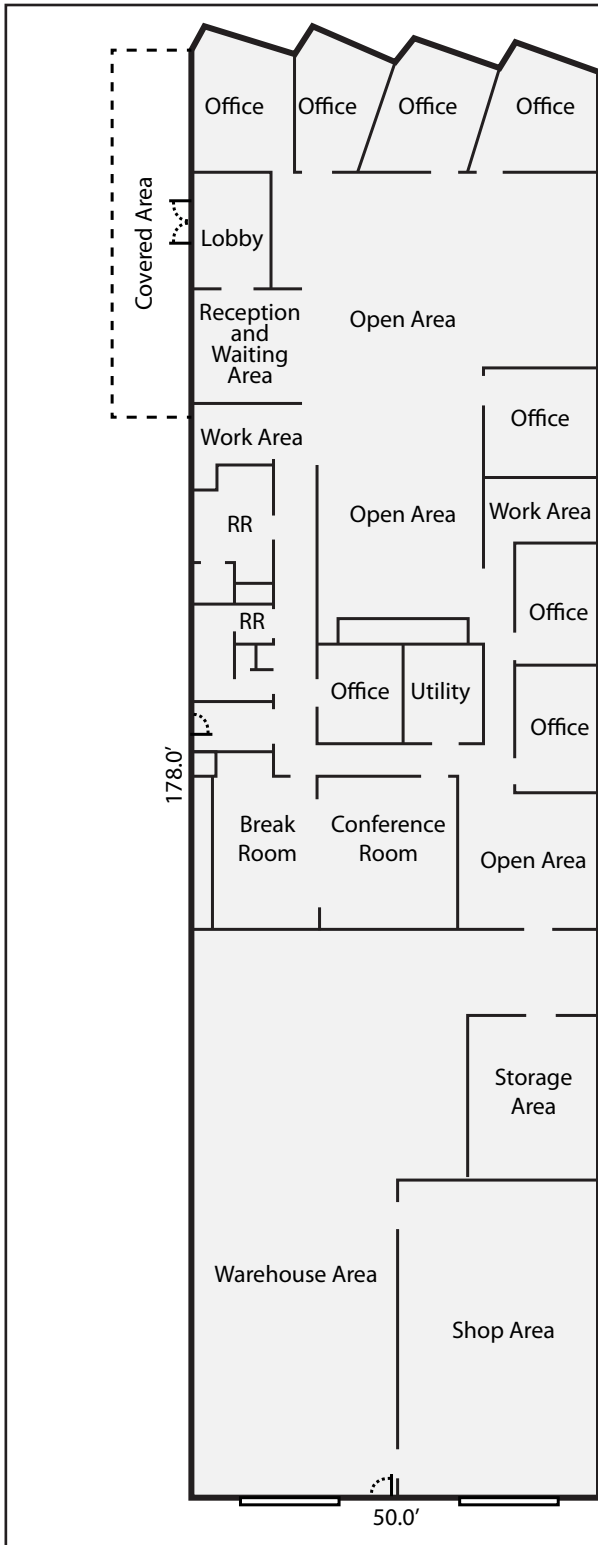 Office
Office
Office
Office
Covered Area
Lobby
Reception
and
Waiting
Area
Open Area
Work Area
Office
RR
Open Area
Work Area
RR
Office
Office
Utility
Office
178.0'
Break
Room
Conference
Room
Open Area
Storage
Area
Warehouse Area
Shop Area
50.0'